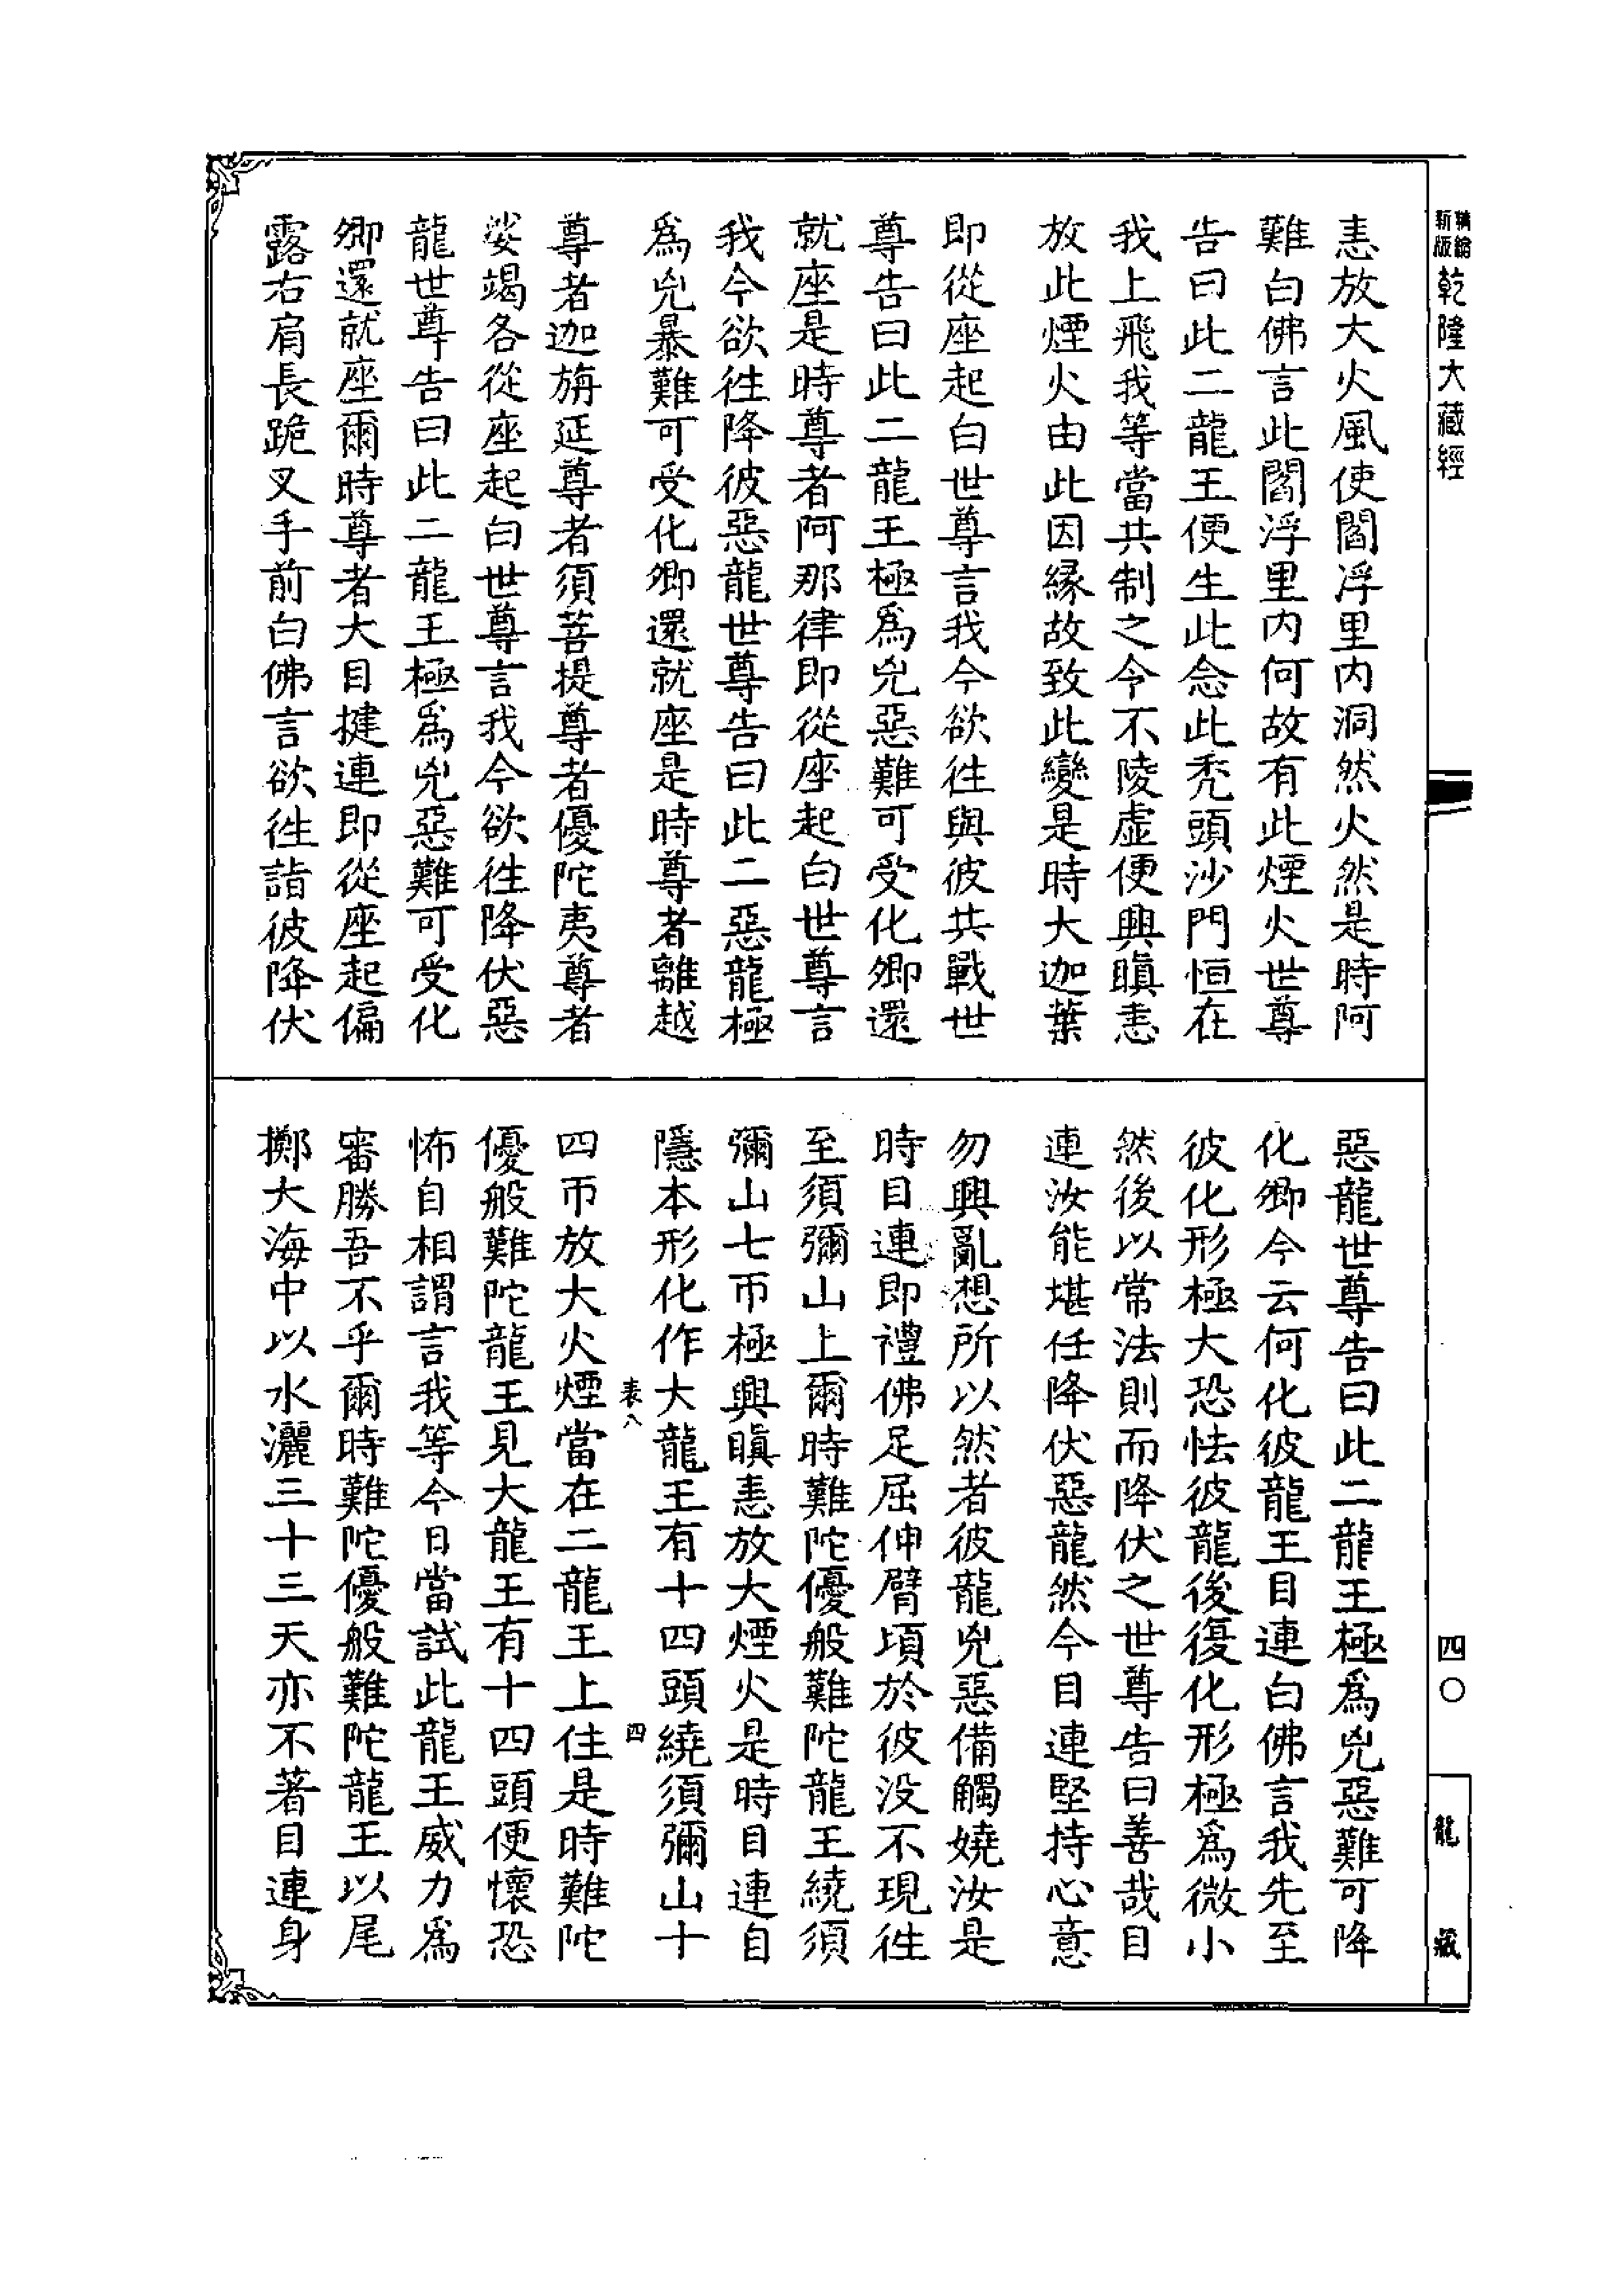 新版
精繕
乾隆大藏經
四〇
龍藏
恚放大火風使閻浮里內洞然火然是時阿
難白佛言此閻浮里內何故有此煙火世尊
告曰此二龍王便生此念此禿頭沙門恒在
我上飛我等當共制之令不陵虛便興瞋恚
放此煙火由此因緣故致此變是時大迦葉
即從座起白世尊言我今欲往與彼共戰世
尊告曰此二龍王極為兇惡難可受化卿還
就座是時尊者阿那律即從座起白世尊言
我今欲往降彼惡龍世尊告曰此二惡龍極
為兇暴難可受化卿還就座是時尊者離越
尊者迦旃延尊者須菩提尊者優陀夷尊者
娑竭各從座起白世尊言我今欲往降伏惡
龍世尊告曰此二龍王極為兇惡難可受化
卿還就座爾時尊者大目揵連即從座起偏
露右肩長跪叉手前白佛言欲往詣彼降伏
惡龍世尊告曰此二龍王極為兇惡難可降
化卿今云何化彼龍王目連白佛言我先至
彼化形極大恐怯彼龍後復化形極為微小
然後以常法則而降伏之世尊告曰善哉目
連汝能堪任降伏惡龍然今目連堅持心意
勿興亂想所以然者彼龍兇惡備觸嬈汝是
時目連即禮佛足屈伸臂頃於彼沒不現往
至須彌山上爾時難陀優般難陀龍王繞須
彌山七帀極興瞋恚放大煙火是時目連自
隱本形化作大龍王有十四頭繞須彌山十
表八 四
四帀放大火煙當在二龍王上住是時難陀
優般難陀龍王見大龍王有十四頭便懷恐
怖自相謂言我等今日當試此龍王威力為
審勝吾不乎爾時難陀優般難陀龍王以尾
擲大海中以水灑三十三天亦不著目連身